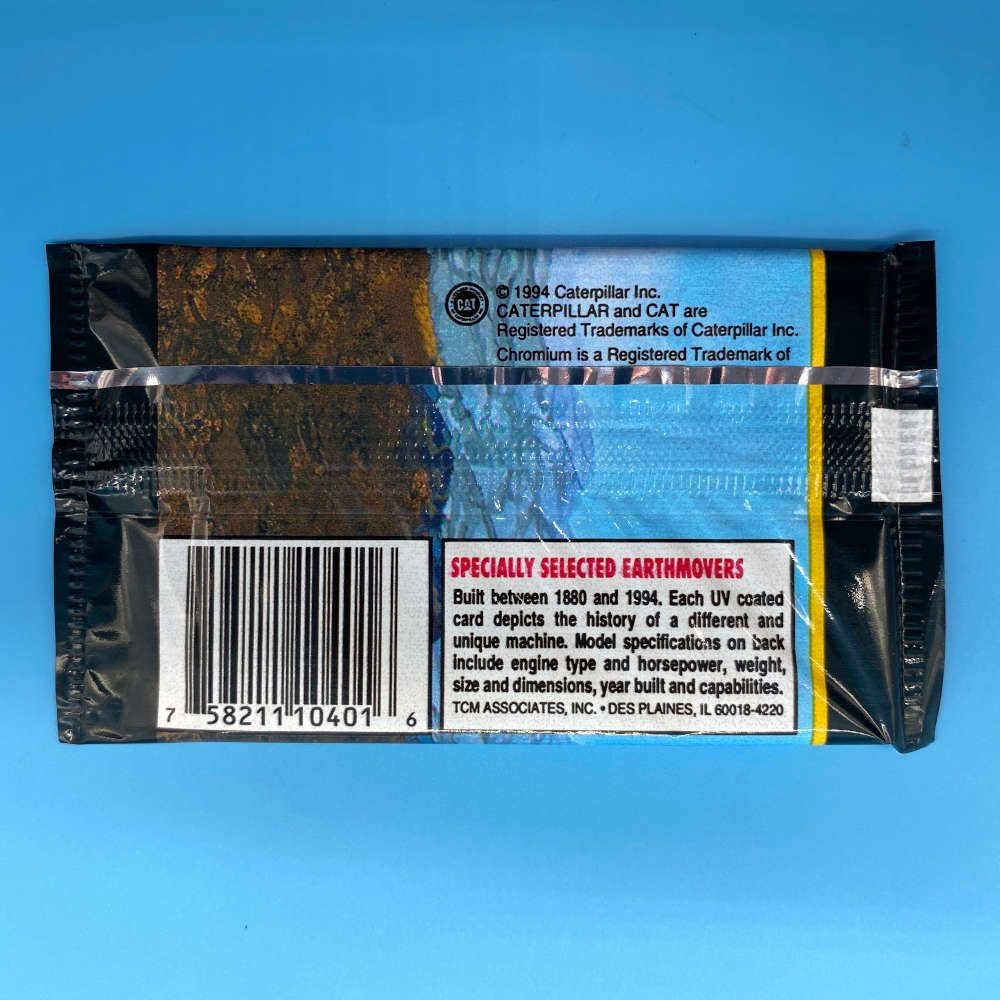 CAT
© 1994 Caterpillar Inc.
CATERPILLAR and CAT are
Registered Trademarks of Caterpillar Inc.
Chromium is a Registered Trademark of
SPECIALLY SELECTED EARTHMOVERS
Built between 1880 and 1994. Each UV coated
card depicts the history of a different and
unique machine. Model specifications on back
include engine type and horsepower, weight,
size and dimensions, year built and capabilities.
TCM ASSOCIATES, INC. • DES PLAINES, IL 60018-4220
7 58211 10401 6